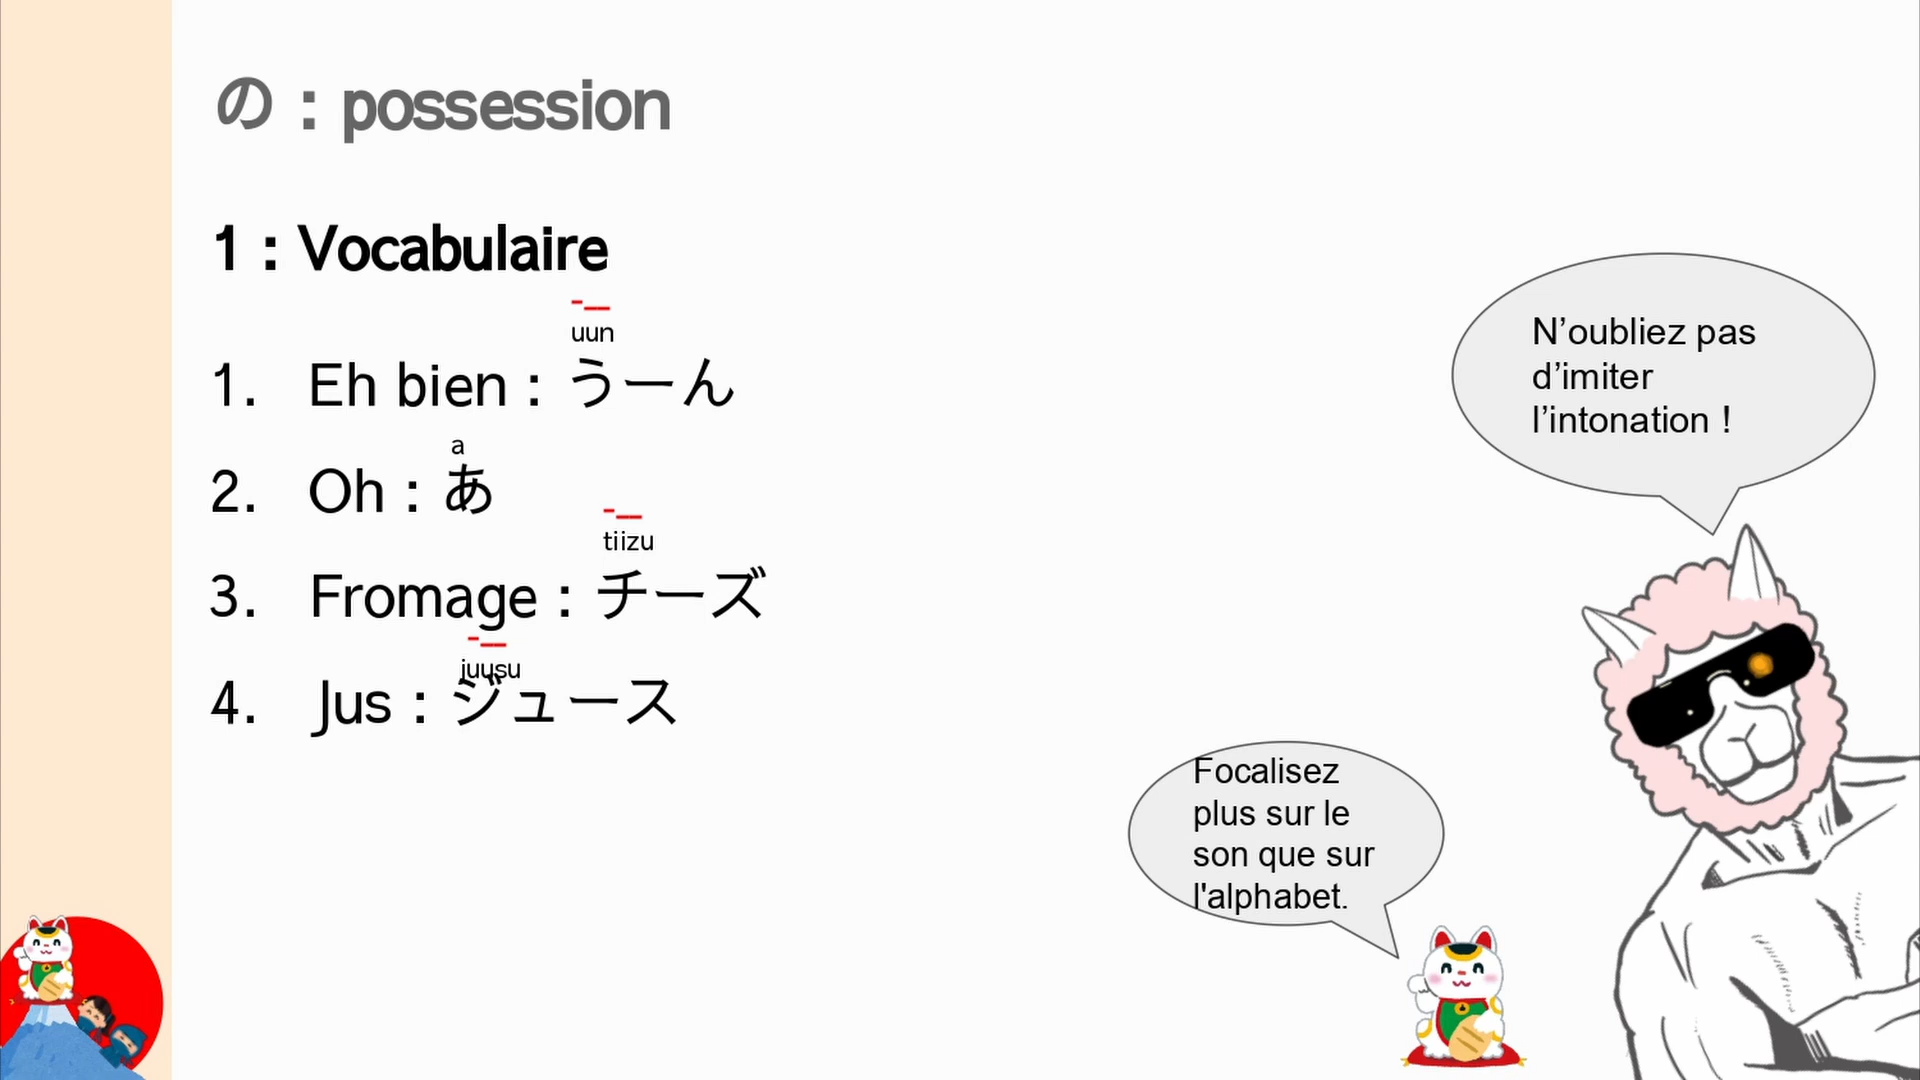 の : possession
1 : Vocabulaire
uun
1. Eh bien : うーん
a
2. Oh : あ
tiizu
3. Fromage : チーズ
juusu
4. Jus : ジュース
N’oubliez pas
d’imiter
l’intonation !
Focalisez
plus sur le
son que sur
l'alphabet.